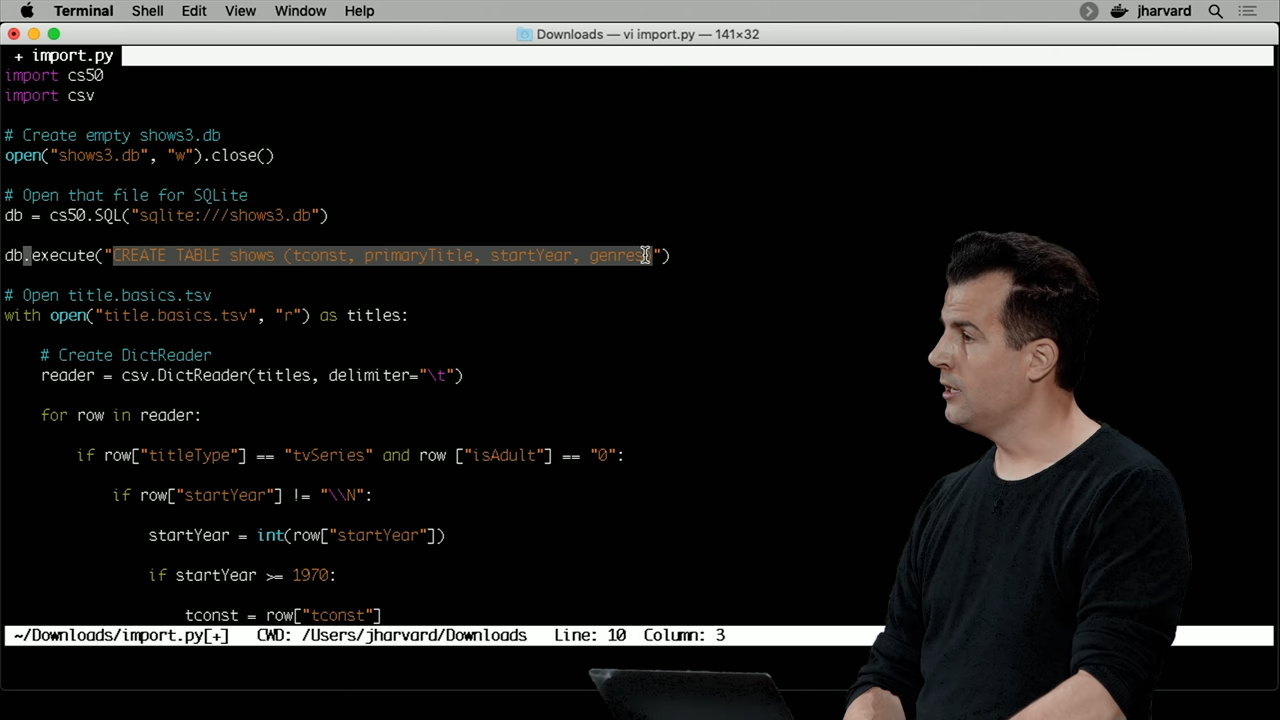 Terminal Shell Edit View Window Help jharvard
Downloads — vi import.py — 141×32
+ import.py
import cs50
import csv
# Create empty shows3.db
open("shows3.db", "w").close()
# Open that file for SQLite
db = cs50.SQL("sqlite:///shows3.db")
db.execute("CREATE TABLE shows (tconst, primaryTitle, startYear, genres)")
# Open title.basics.tsv
with open("title.basics.tsv", "r") as titles:
# Create DictReader
reader = csv.DictReader(titles, delimiter="\t")
for row in reader:
if row["titleType"] == "tvSeries" and row ["isAdult"] == "0":
if row["startYear"] != "\\N":
startYear = int(row["startYear"])
if startYear >= 1970:
tconst = row["tconst"]
~/Downloads/import.py[+] CWD: /Users/jharvard/Downloads Line: 10 Column: 3